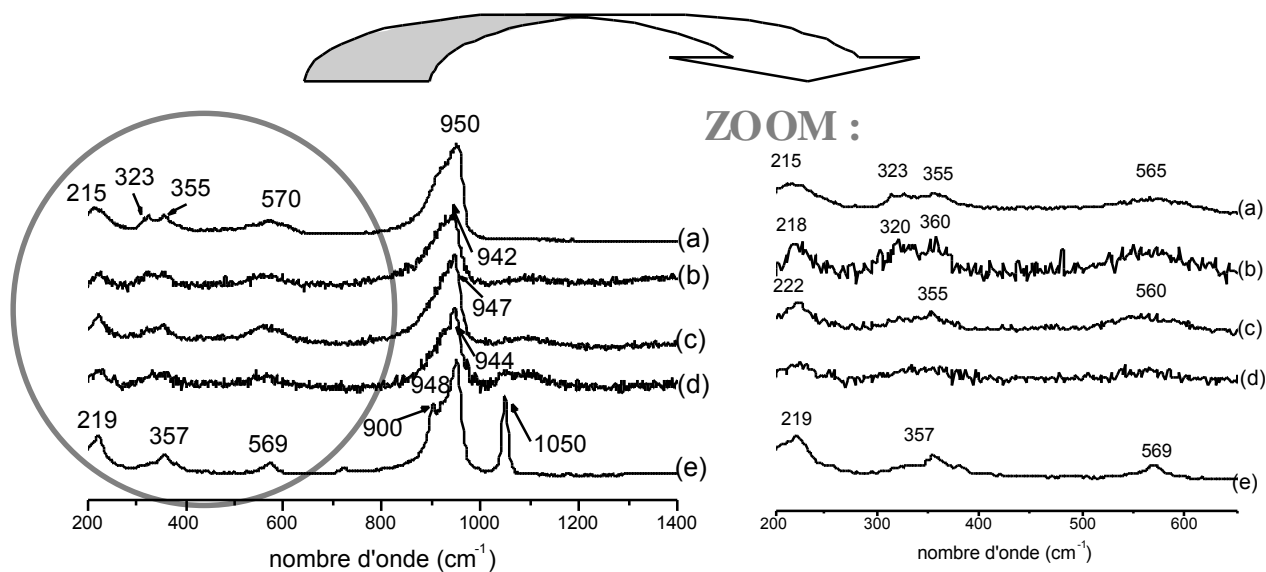 ZOOM :
950
215
323
355
570
(a)
942
(b)
947
(c)
944
(d)
948
900
1050
219
357
569
(e)
200 400 600 800 1000 1200 1400
nombre d'onde (cm-1)
215 323 355 565
(a)
218 320 360
(b)
222 355 560
(c)
(d)
219 357 569
(e)
200 300 400 500 600
nombre d'onde (cm-1)